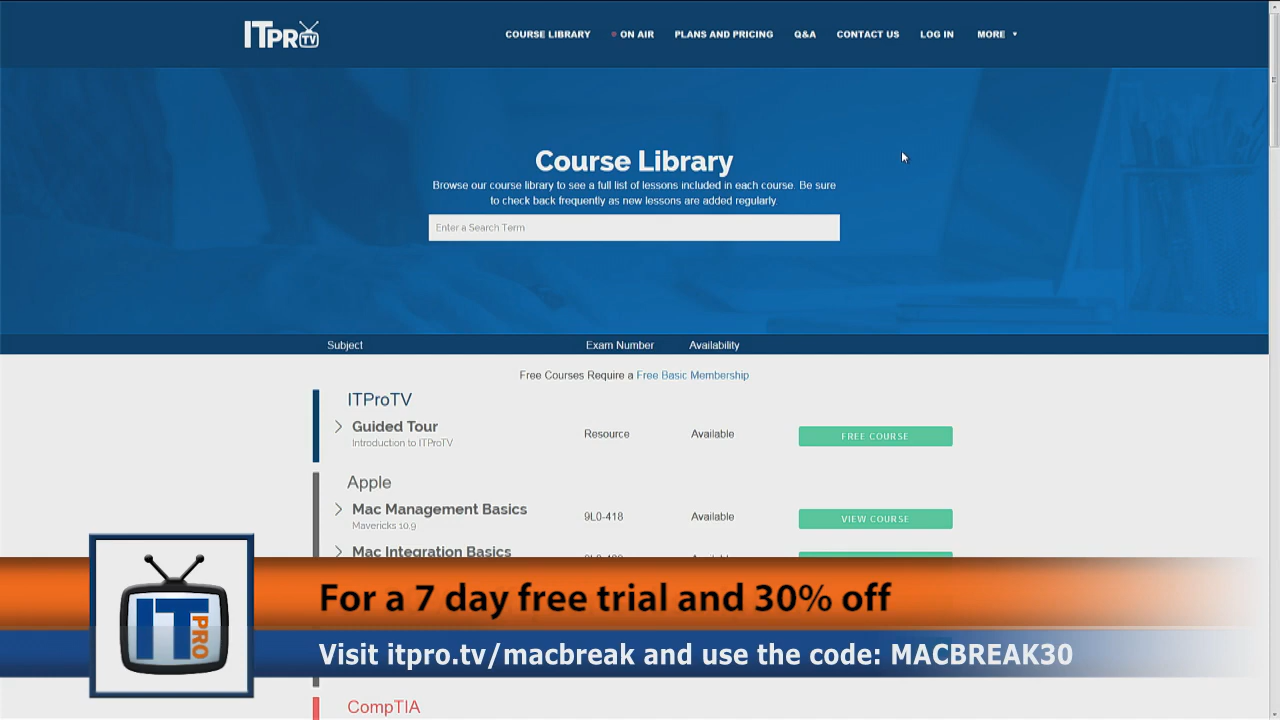 ITPRO TV
COURSE LIBRARY ON AIR PLANS AND PRICING Q&A CONTACT US LOG IN MORE
Course Library
Browse our course library to see a full list of lessons included in each course. Be sure
to check back frequently as new lessons are added regularly.
Enter a Search Term
Subject Exam Number Availability
Free Courses Require a Free Basic Membership
ITProTV
Guided Tour Resource Available FREE COURSE
Introduction to ITProTV
Apple
Mac Management Basics 9L0-418 Available VIEW COURSE
Mavericks 10.9
Mac Integration Basics
IT PRO
For a 7 day free trial and 30% off
Visit itpro.tv/macbreak and use the code: MACBREAK30
CompTIA